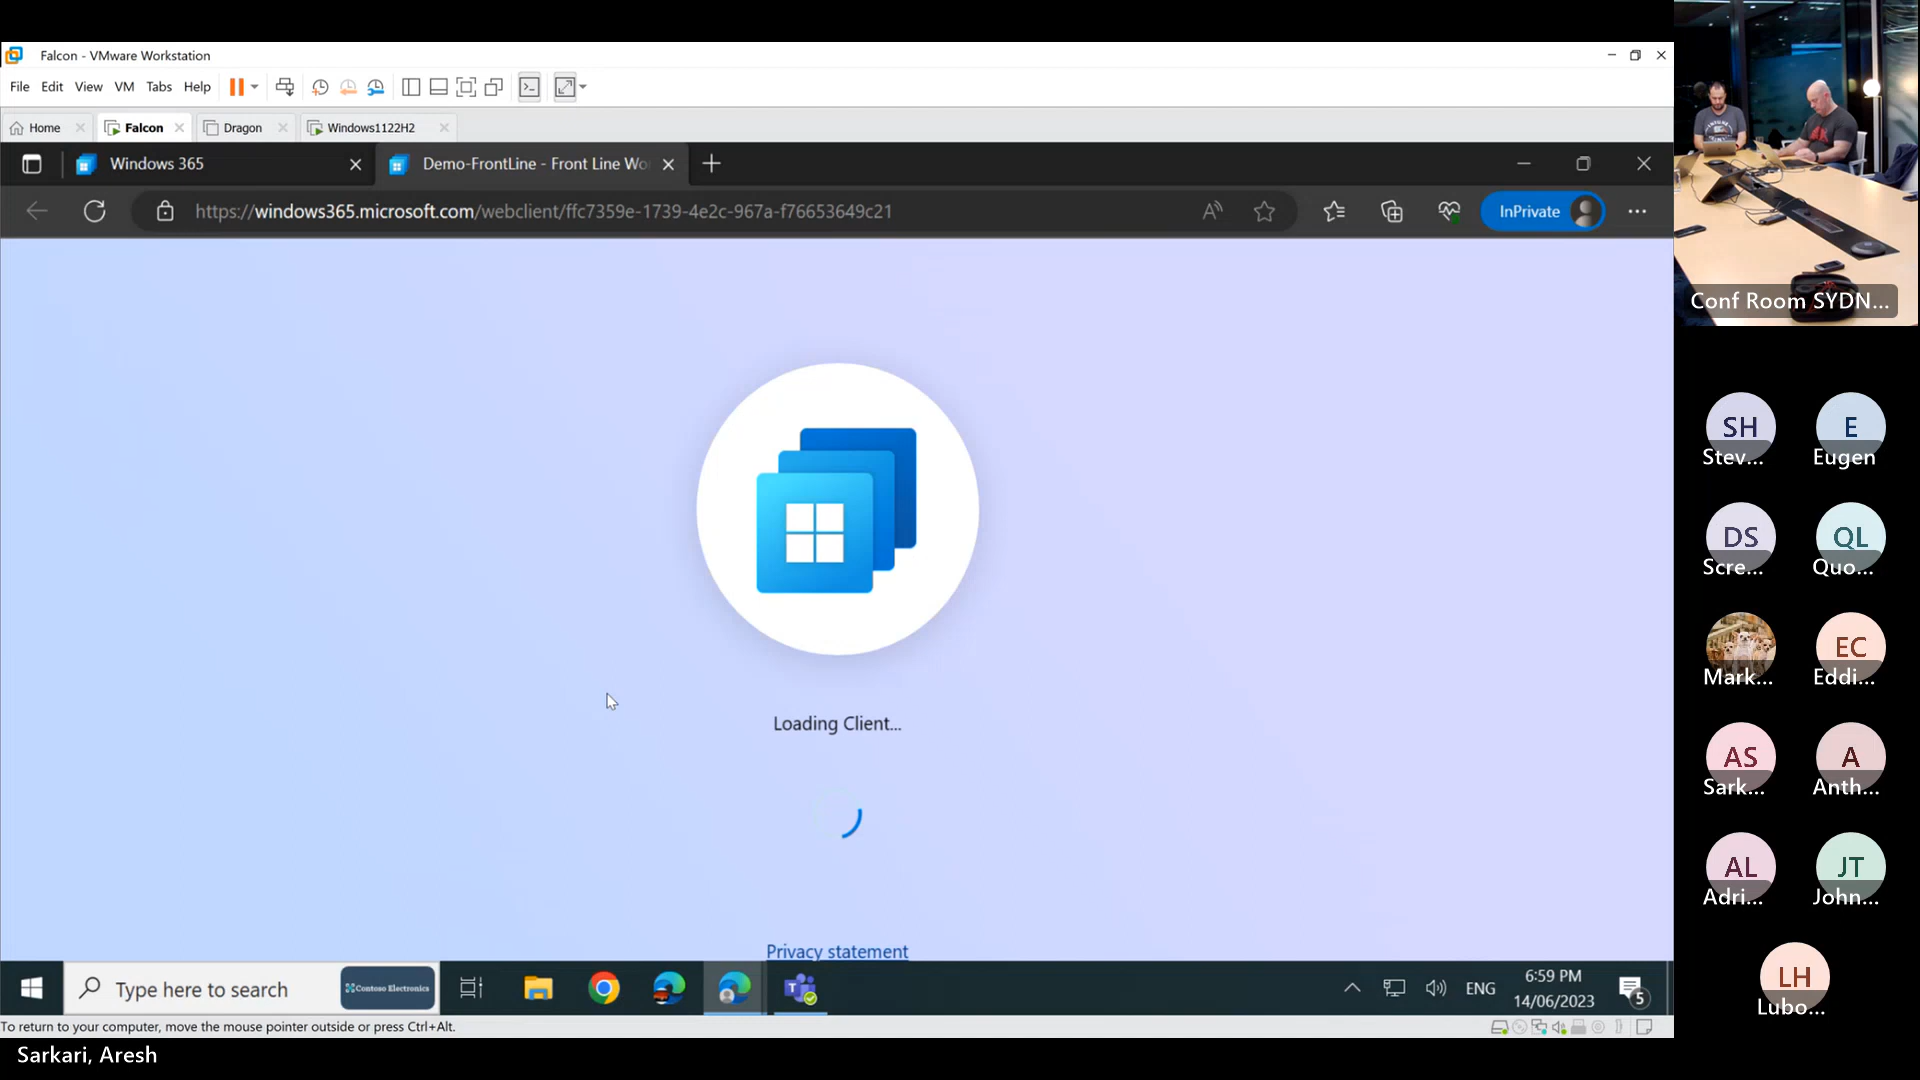 Falcon - VMware Workstation
File Edit View VM Tabs Help
Home Falcon Dragon Windows1122H2
Windows 365 Demo-FrontLine - Front Line Wo
https://windows365.microsoft.com/webclient/ffc7359e-1739-4e2c-967a-f76653649c21
InPrivate
Loading Client...
Privacy statement
Type here to search
Contoso Electronics
ENG
6:59 PM
14/06/2023
5
To return to your computer, move the mouse pointer outside or press Ctrl+Alt.
Sarkari, Aresh
Conf Room SYDN...
SH E
Stev... Eugen
DS QL
Scre... Quo...
EC
Mark... Eddi...
AS A
Sark... Anth...
AL JT
Adri... John...
LH
Lubo...